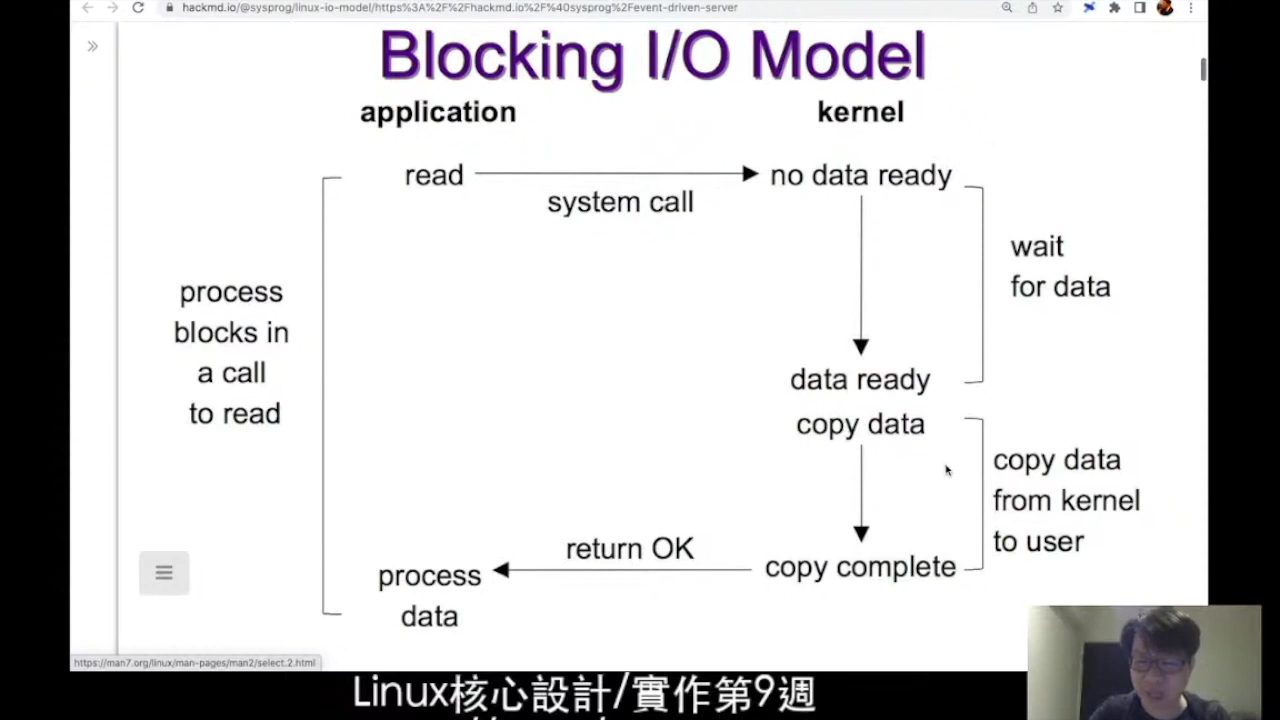 hackmd.io/@sysprog/linux-io-model/https%3A%2F%2Fhackmd.io%2F%40sysprog%2Fevent-driven-server
Blocking I/O Model
application
kernel
read
no data ready
system call
wait
for data
process
blocks in
a call
to read
data ready
copy data
copy data
from kernel
to user
return OK
copy complete
process
data
https://man7.org/linux/man-pages/man2/select.2.html
Linux核心設計/實作第9週